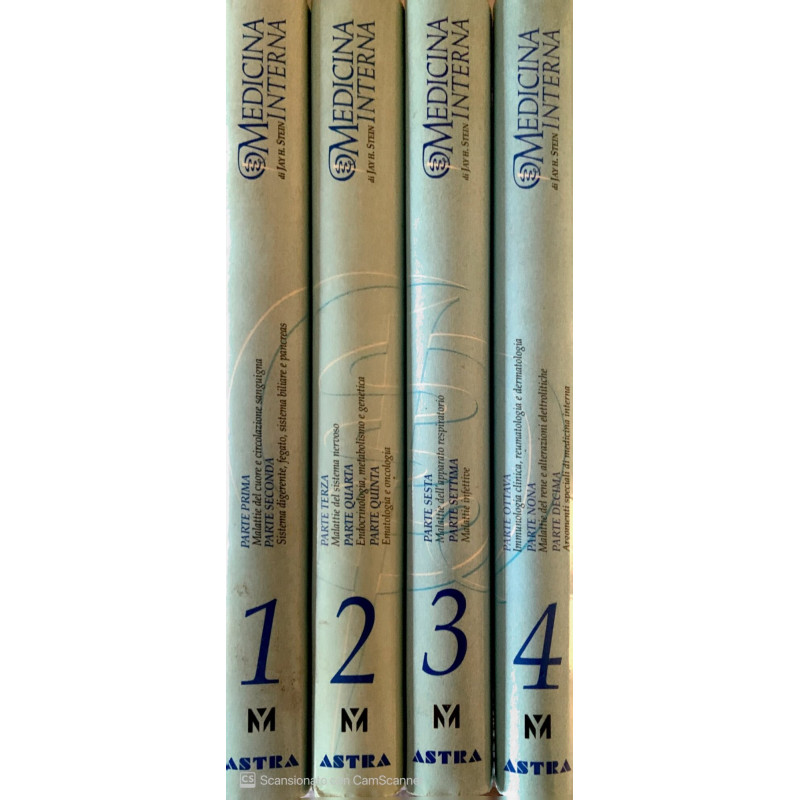 MEDICINA
INTERNA
di JAY H. STEIN
PARTE PRIMA
Malattie del cuore e circolazione sanguigna
PARTE SECONDA
Sistema digerente, fegato, sistema biliare e pancreas
1
ASTRA
MEDICINA
INTERNA
di JAY H. STEIN
PARTE TERZA
Malattie del sistema nervoso
PARTE QUARTA
Endocrinologia, metabolismo e genetica
PARTE QUINTA
Ematologia e oncologia
2
ASTRA
MEDICINA
INTERNA
di JAY H. STEIN
PARTE SESTA
Malattie dell'apparato respiratorio
PARTE SETTIMA
Malattie infettive
3
ASTRA
MEDICINA
INTERNA
di JAY H. STEIN
PARTE OTTAVA
Immunologia clinica, reumatologia e dermatologia
PARTE NONA
Malattie del rene e alterazioni elettrolitiche
PARTE DECIMA
Argomenti speciali di medicina interna
4
ASTRA
CS Scansionato con CamScanner